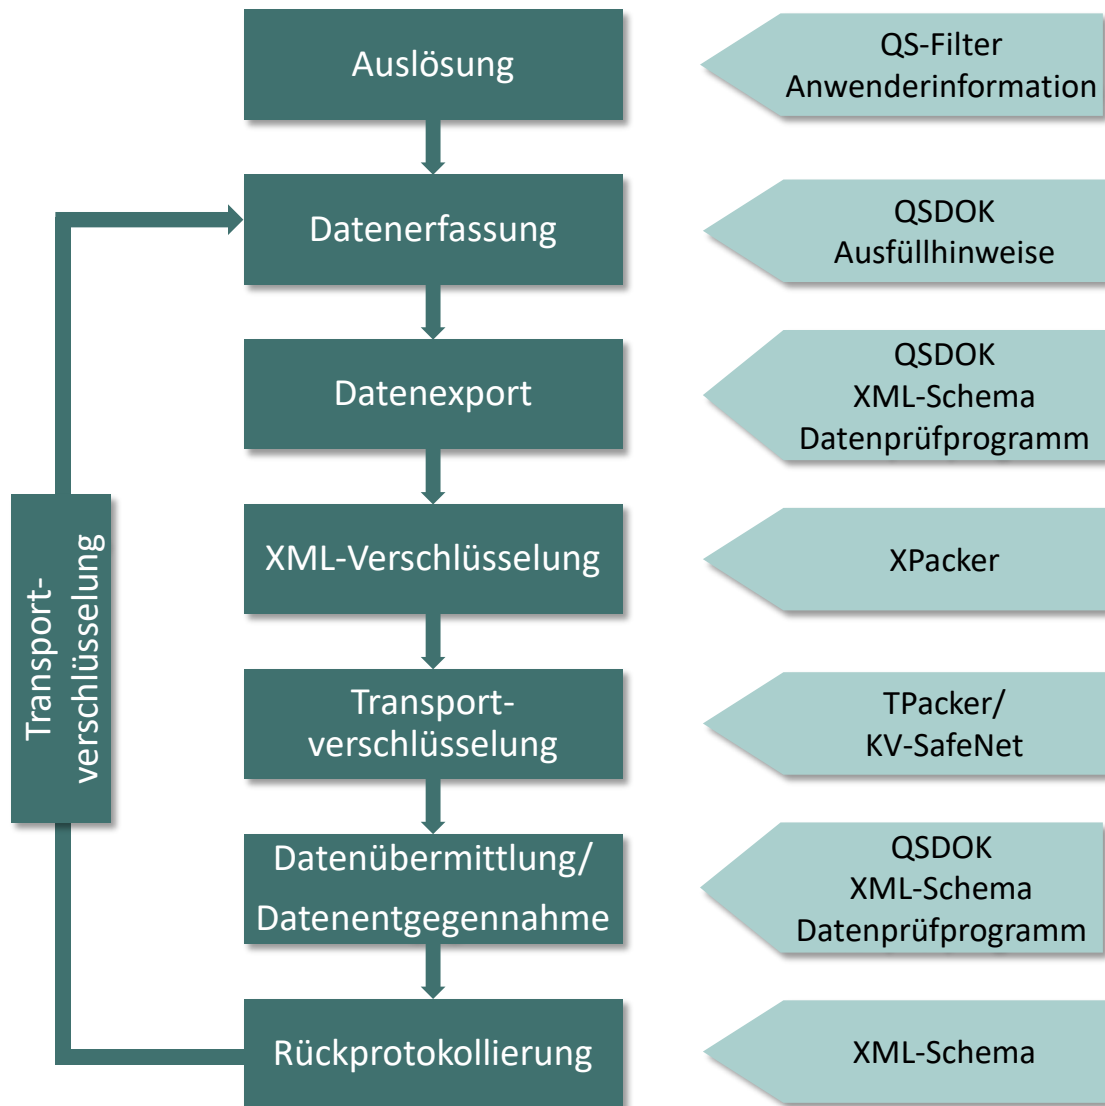 Auslösung
QS-Filter
Anwenderinformation
Datenerfassung
QSDOK
Ausfüllhinweise
Datenexport
QSDOK
XML-Schema
Datenprüfprogramm
XML-Verschlüsselung
XPacker
Transport-
verschlüsselung
Transport-
verschlüsselung
TPacker/
KV-SafeNet
Datenübermittlung/
Datenentgegennahme
QSDOK
XML-Schema
Datenprüfprogramm
Rückprotokollierung
XML-Schema